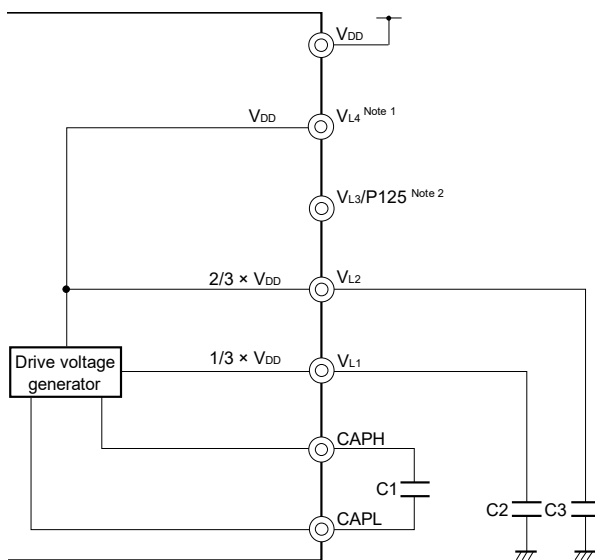 VDD
VDD
VL4 Note 1
VL3/P125 Note 2
2/3 × VDD
VL2
1/3 × VDD
VL1
Drive voltage
generator
CAPH
C1
C2
C3
CAPL